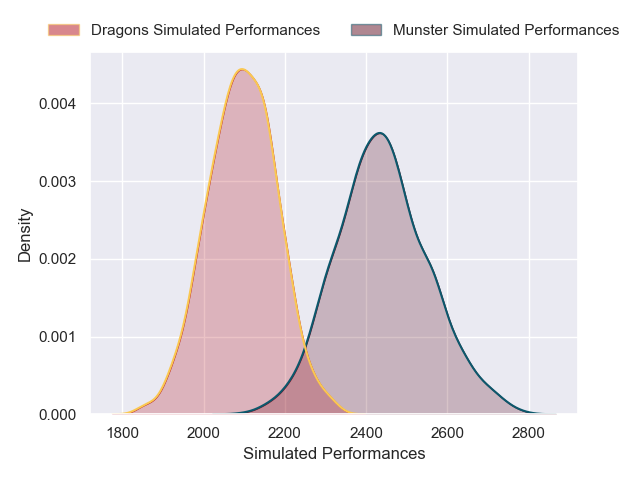 Dragons Simulated Performances Munster Simulated Performances
0.004
0.003
0.002
0.001
0.000
Density
1800 2000 2200 2400 2600 2800
Simulated Performances